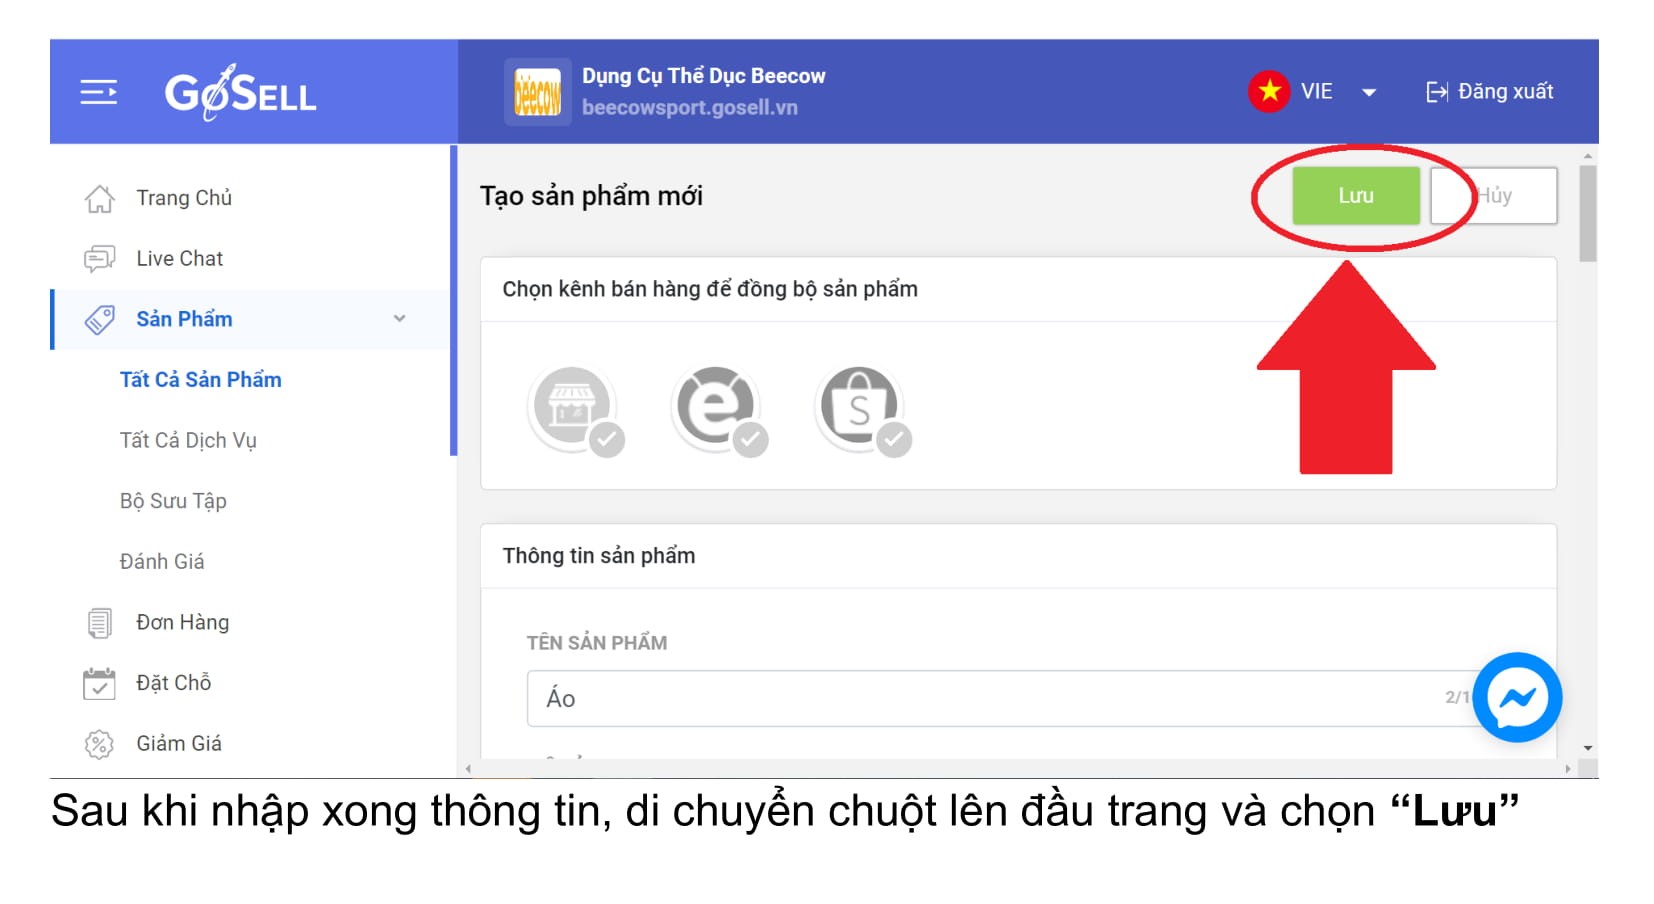 GoSELL
beecow
Dụng Cụ Thể Dục Beecow
beecowsport.gosell.vn
VIE
Đăng xuất
Trang Chủ
Live Chat
Sản Phẩm
Tất Cả Sản Phẩm
Tất Cả Dịch Vụ
Bộ Sưu Tập
Đánh Giá
Đơn Hàng
Đặt Chỗ
Giảm Giá
Tạo sản phẩm mới
Lưu
Hủy
Chọn kênh bán hàng để đồng bộ sản phẩm
Thông tin sản phẩm
TÊN SẢN PHẨM
Áo
2/1
Sau khi nhập xong thông tin, di chuyển chuột lên đầu trang và chọn “Lưu”